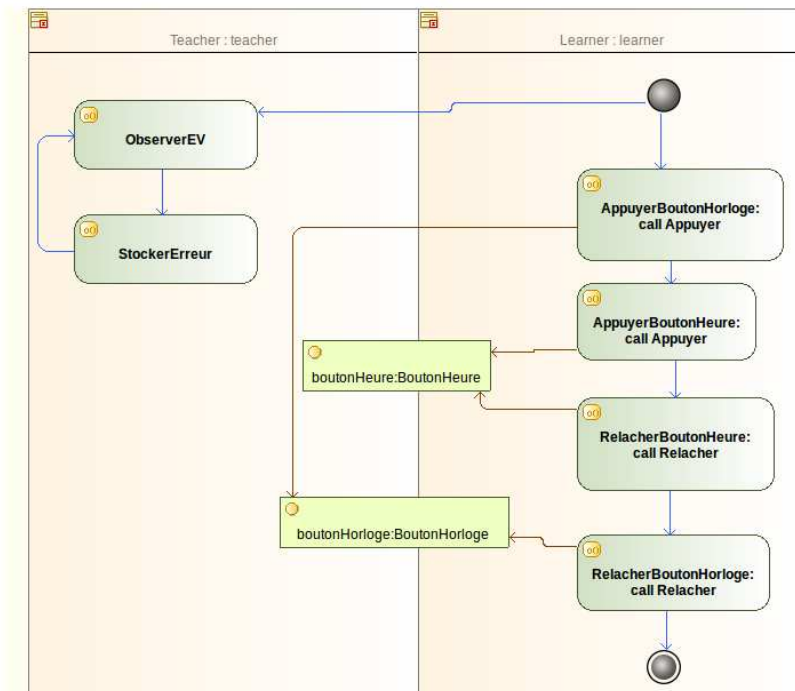 Teacher : teacher
Learner : learner
ObserverEV
StockerErreur
AppuyerBoutonHorloge:
call Appuyer
AppuyerBoutonHeure:
call Appuyer
boutonHeure:BoutonHeure
RelacherBoutonHeure:
call Relacher
boutonHorloge:BoutonHorloge
RelacherBoutonHorloge:
call Relacher